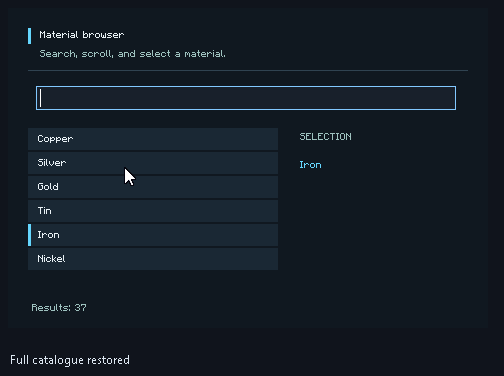 Material browser
Search, scroll, and select a material.
Copper
Silver
Gold
Tin
Iron
Nickel
SELECTION
Iron
Results: 37
Full catalogue restored